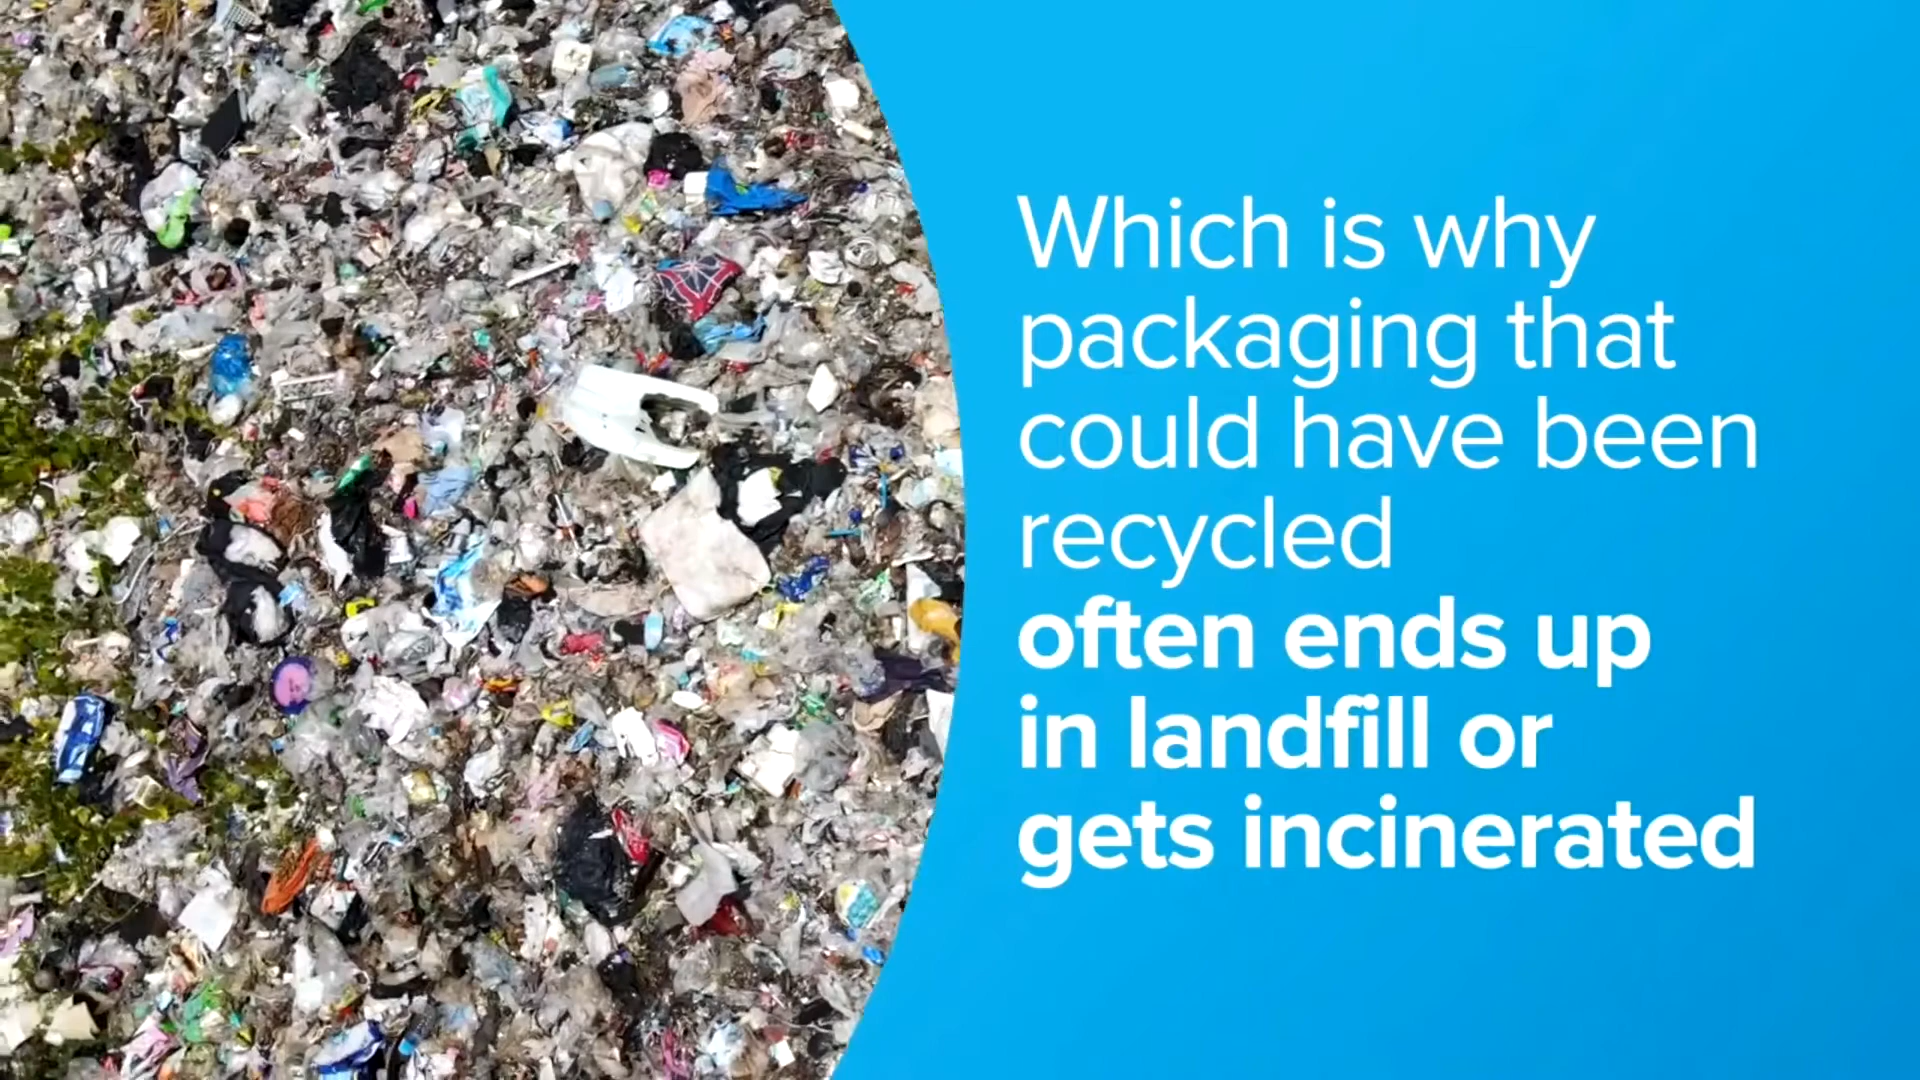 Which is why
packaging that
could have been
recycled
often ends up
in landfill or
gets incinerated